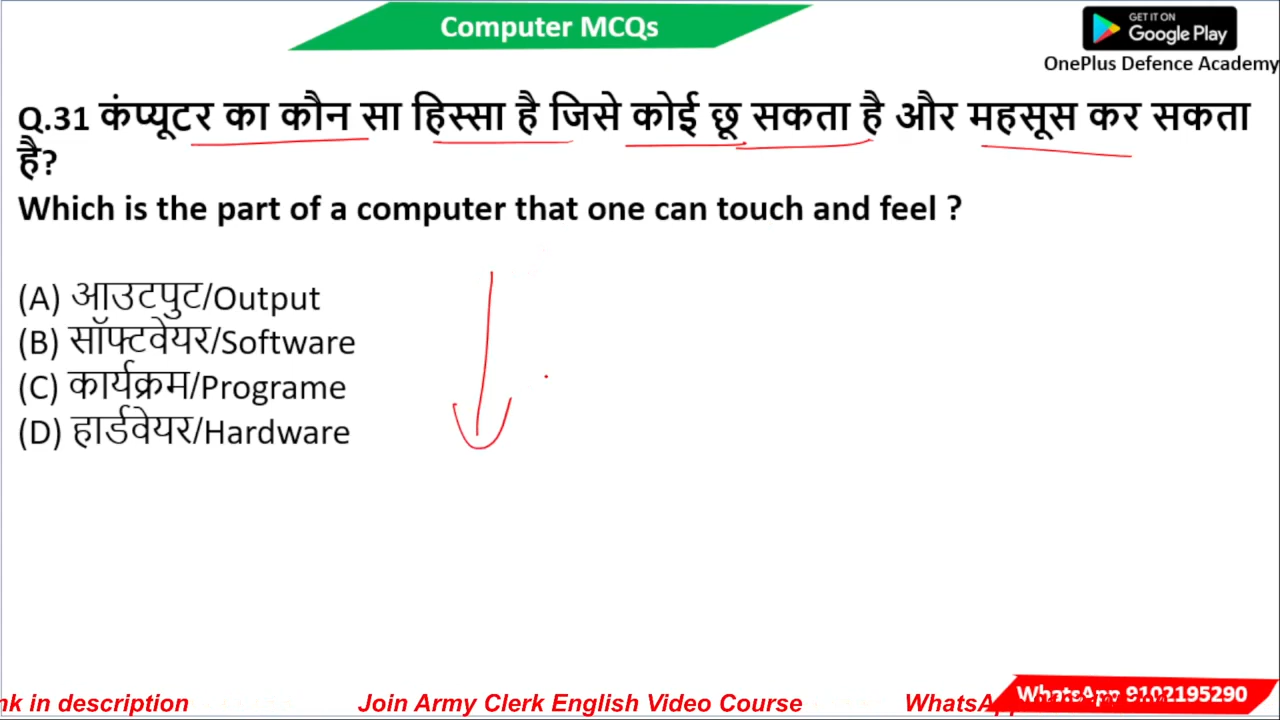 Computer MCQs
GET IT ON
Google Play
OnePlus Defence Academy
Q.31 कंप्यूटर का कौन सा हिस्सा है जिसे कोई छू सकता है और महसूस कर सकता
है?
Which is the part of a computer that one can touch and feel ?
(A) आउटपुट/Output
(B) सॉफ्टवेयर/Software
(C) कार्यक्रम/Programe
(D) हार्डवेयर/Hardware
WhatsApp 9102195290
in description Join Army Clerk English Video Course